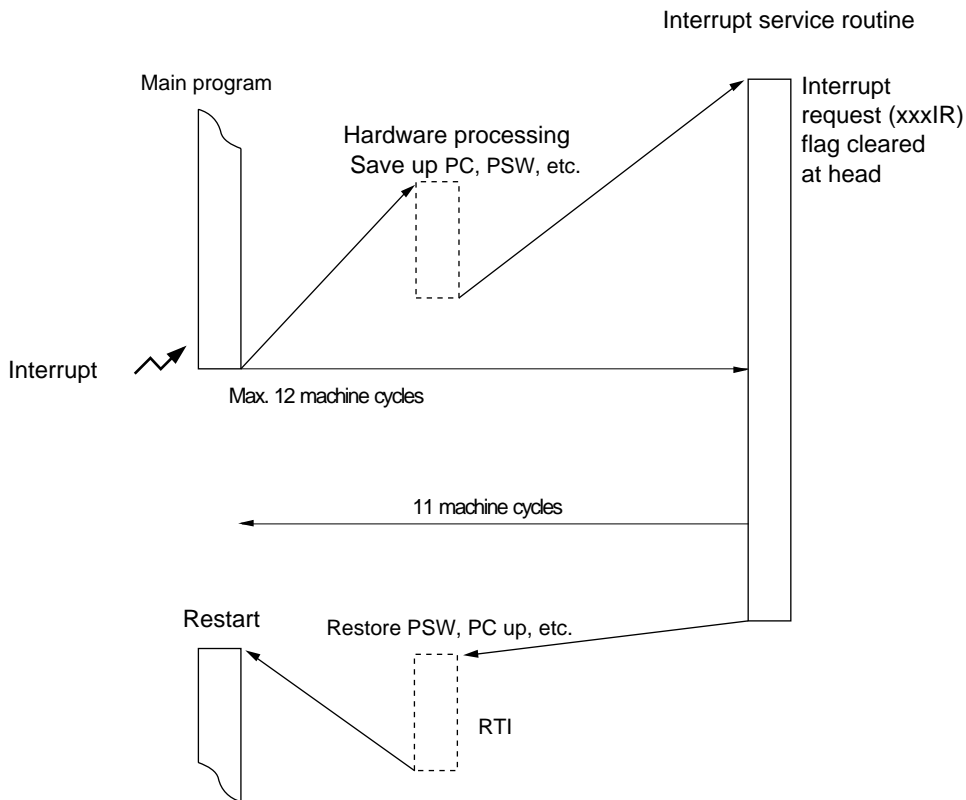 Interrupt service routine
Main program
Interrupt
request (xxxIR)
flag cleared
at head
Hardware processing
Save up PC, PSW, etc.
Interrupt
Max. 12 machine cycles
11 machine cycles
Restart
Restore PSW, PC up, etc.
RTI